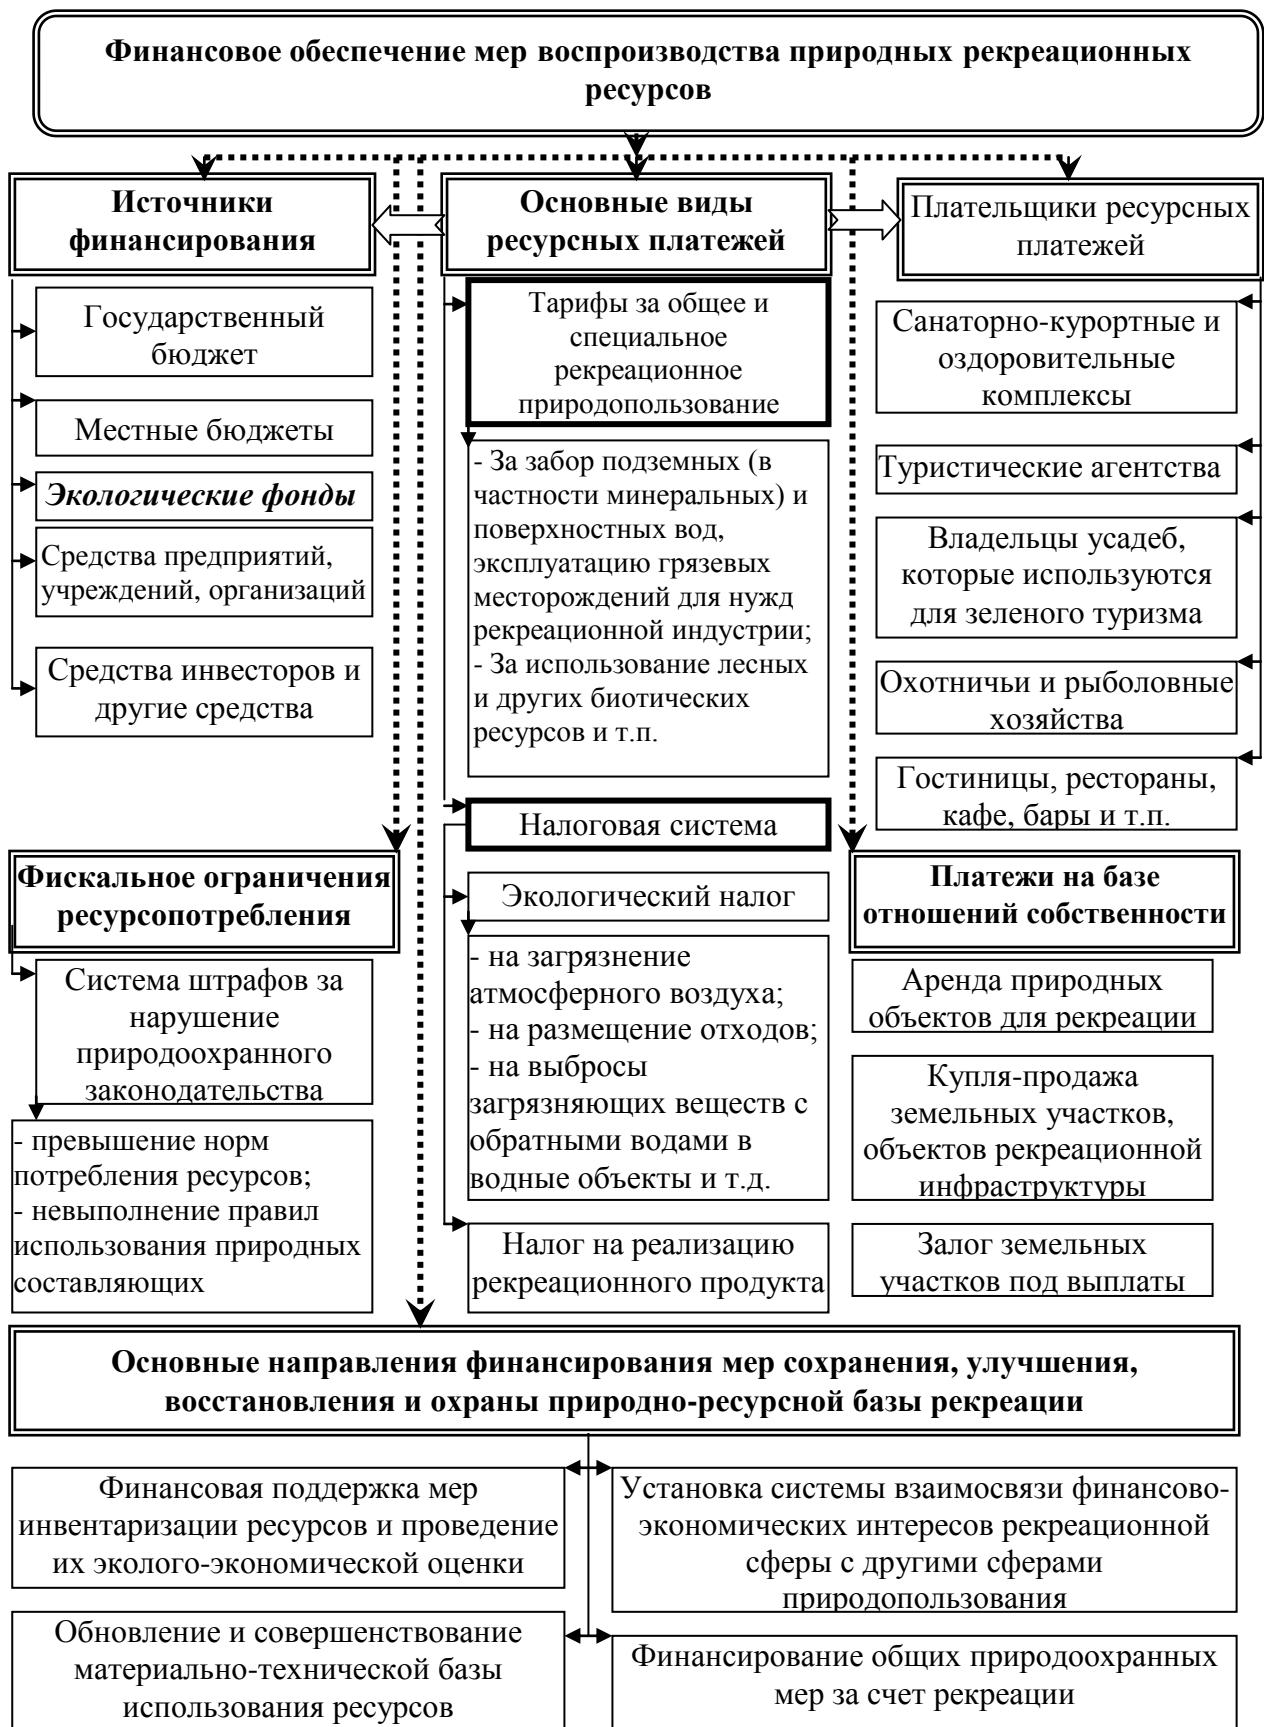 Финансовое обеспечение мер воспроизводства природных рекреационных
ресурсов
Источники
финансирования
Государственный
бюджет
Местные бюджеты
Экологические фонды
Средства предприятий,
учреждений, организаций
Средства инвесторов и
другие средства
Основные виды
ресурсных платежей
Тарифы за общее и
специальное
рекреационное
природопользование
- За забор подземных (в
частности минеральных) и
поверхностных вод,
эксплуатацию грязевых
месторождений для нужд
рекреационной индустрии;
- За использование лесных
и других биотических
ресурсов и т.п.
Налоговая система
Экологический налог
- на загрязнение
атмосферного воздуха;
- на размещение отходов;
- на выбросы
загрязняющих веществ с
обратными водами в
водные объекты и т.д.
Налог на реализацию
рекреационного продукта
Плательщики ресурсных
платежей
Санаторно-курортные и
оздоровительные
комплексы
Туристические агентства
Владельцы усадеб,
которые используются
для зеленого туризма
Охотничьи и рыболовные
хозяйства
Гостиницы, рестораны,
кафе, бары и т.п.
Фискальное ограничения
ресурсопотребления
Система штрафов за
нарушение
природоохранного
законодательства
- превышение норм
потребления ресурсов;
- невыполнение правил
использования природных
составляющих
Платежи на базе
отношений собственности
Аренда природных
объектов для рекреации
Купля-продажа
земельных участков,
объектов рекреационной
инфраструктуры
Залог земельных
участков под выплаты
Основные направления финансирования мер сохранения, улучшения,
восстановления и охраны природно-ресурсной базы рекреации
Финансовая поддержка мер
инвентаризации ресурсов и проведение
их эколого-экономической оценки
Установка системы взаимосвязи финансово-
экономических интересов рекреационной
сферы с другими сферами
природопользования
Обновление и совершенствование
материально-технической базы
использования ресурсов
Финансирование общих природоохранных
мер за счет рекреации